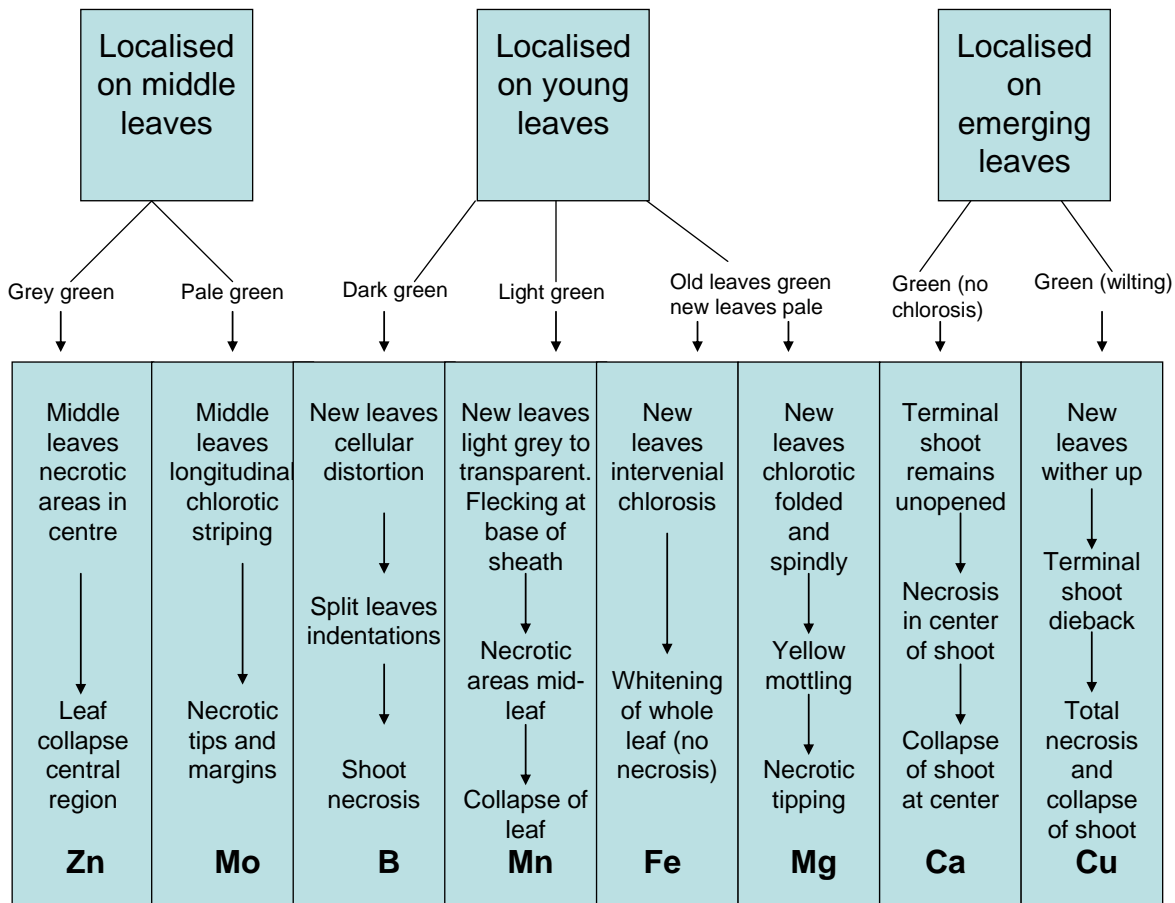 Localised
on middle
leaves
Localised
on young
leaves
Localised
on
emerging
leaves
Grey green
Pale green
Dark green
Light green
Old leaves green
new leaves pale
Green (no
chlorosis)
Green (wilting)
Middle
leaves
necrotic
areas in
centre
Leaf
collapse
central
region
Zn
Middle
leaves
longitudinal
chlorotic
striping
Necrotic
tips and
margins
Mo
New leaves
cellular
distortion
Split leaves
indentations
Shoot
necrosis
B
New leaves
light grey to
transparent.
Flecking at
base of
sheath
Necrotic
areas mid-
leaf
Collapse of
leaf
Mn
New
leaves
intervenial
chlorosis
Whitening
of whole
leaf (no
necrosis)
Fe
New
leaves
chlorotic
folded
and
spindly
Yellow
mottling
Necrotic
tipping
Mg
Terminal
shoot
remains
unopened
Necrosis
in center
of shoot
Collapse
of shoot
at center
Ca
New
leaves
wither up
Terminal
shoot
dieback
Total
necrosis
and
collapse
of shoot
Cu